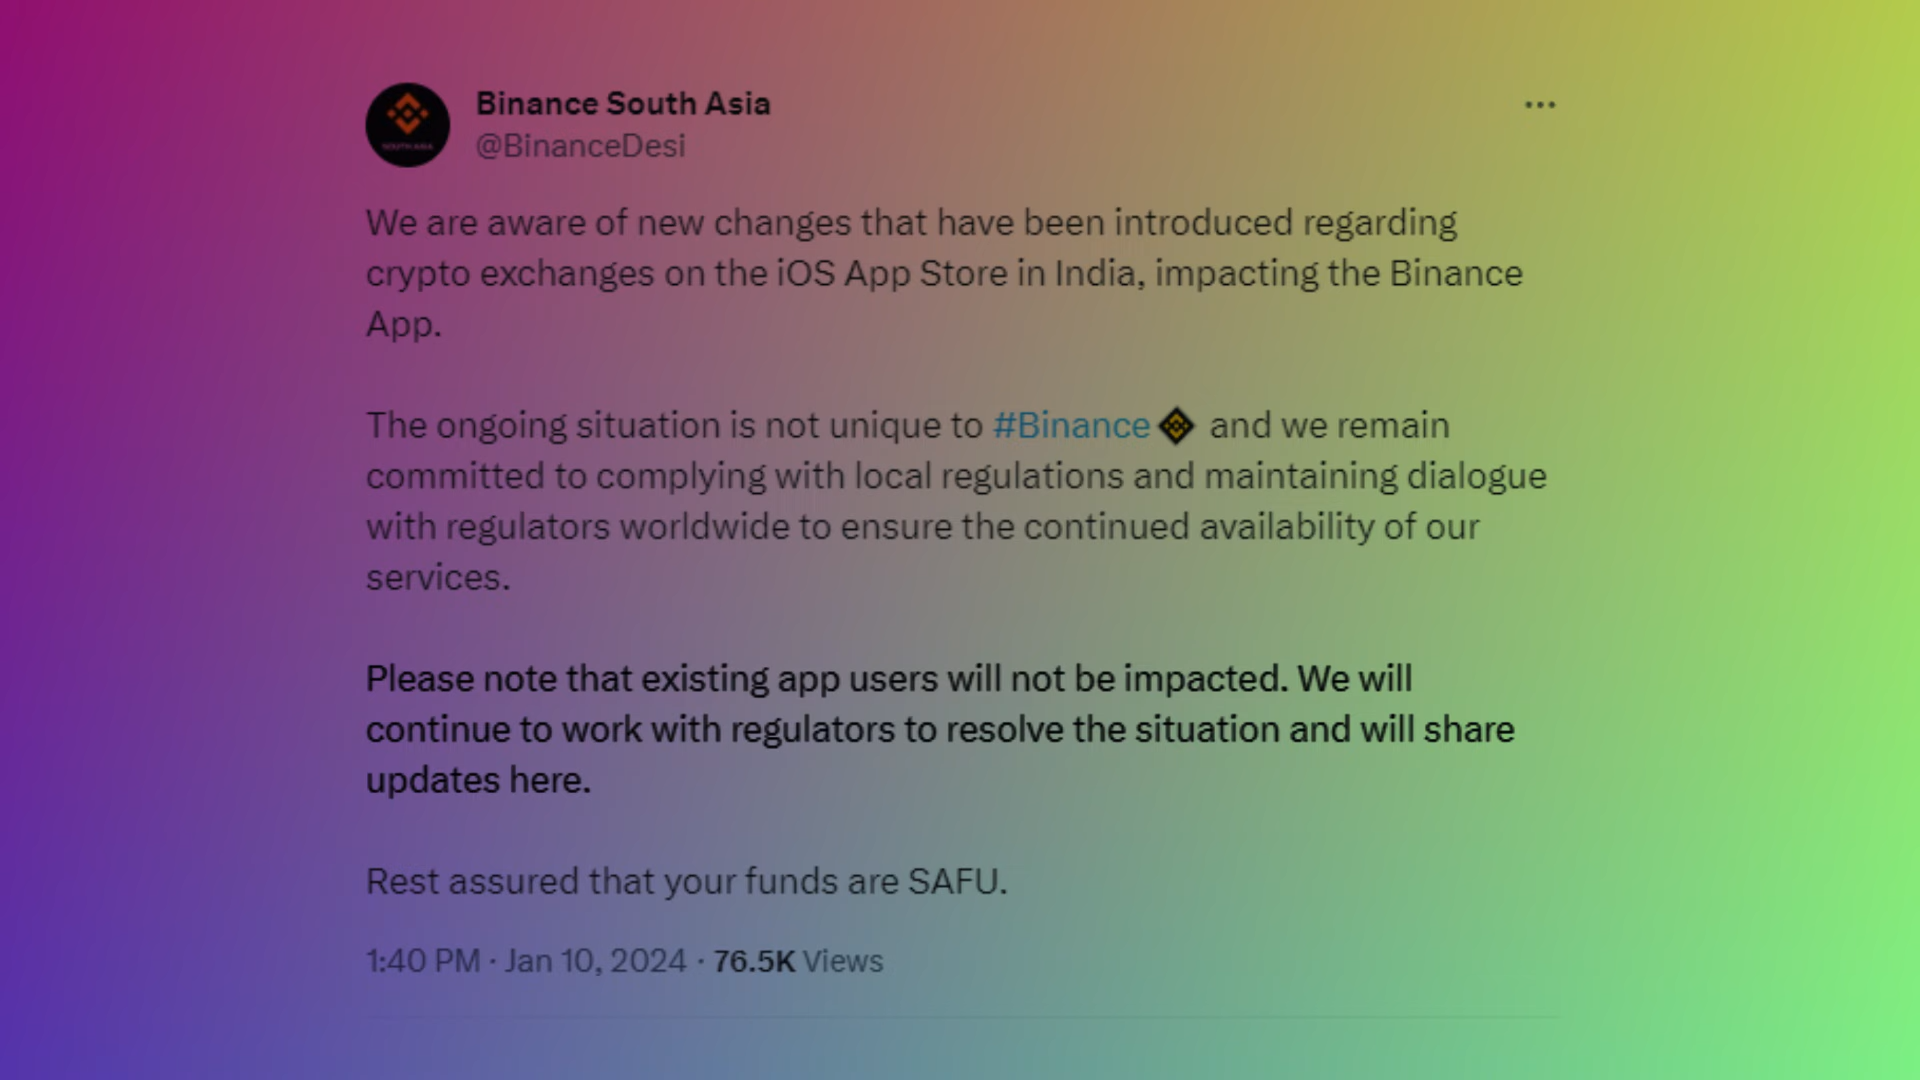 Binance South Asia
@BinanceDesi
SOUTH ASIA
We are aware of new changes that have been introduced regarding
crypto exchanges on the iOS App Store in India, impacting the Binance
App.
The ongoing situation is not unique to #Binance and we remain
committed to complying with local regulations and maintaining dialogue
with regulators worldwide to ensure the continued availability of our
services.
Please note that existing app users will not be impacted. We will
continue to work with regulators to resolve the situation and will share
updates here.
Rest assured that your funds are SAFU.
1:40 PM · Jan 10, 2024 · 76.5K Views